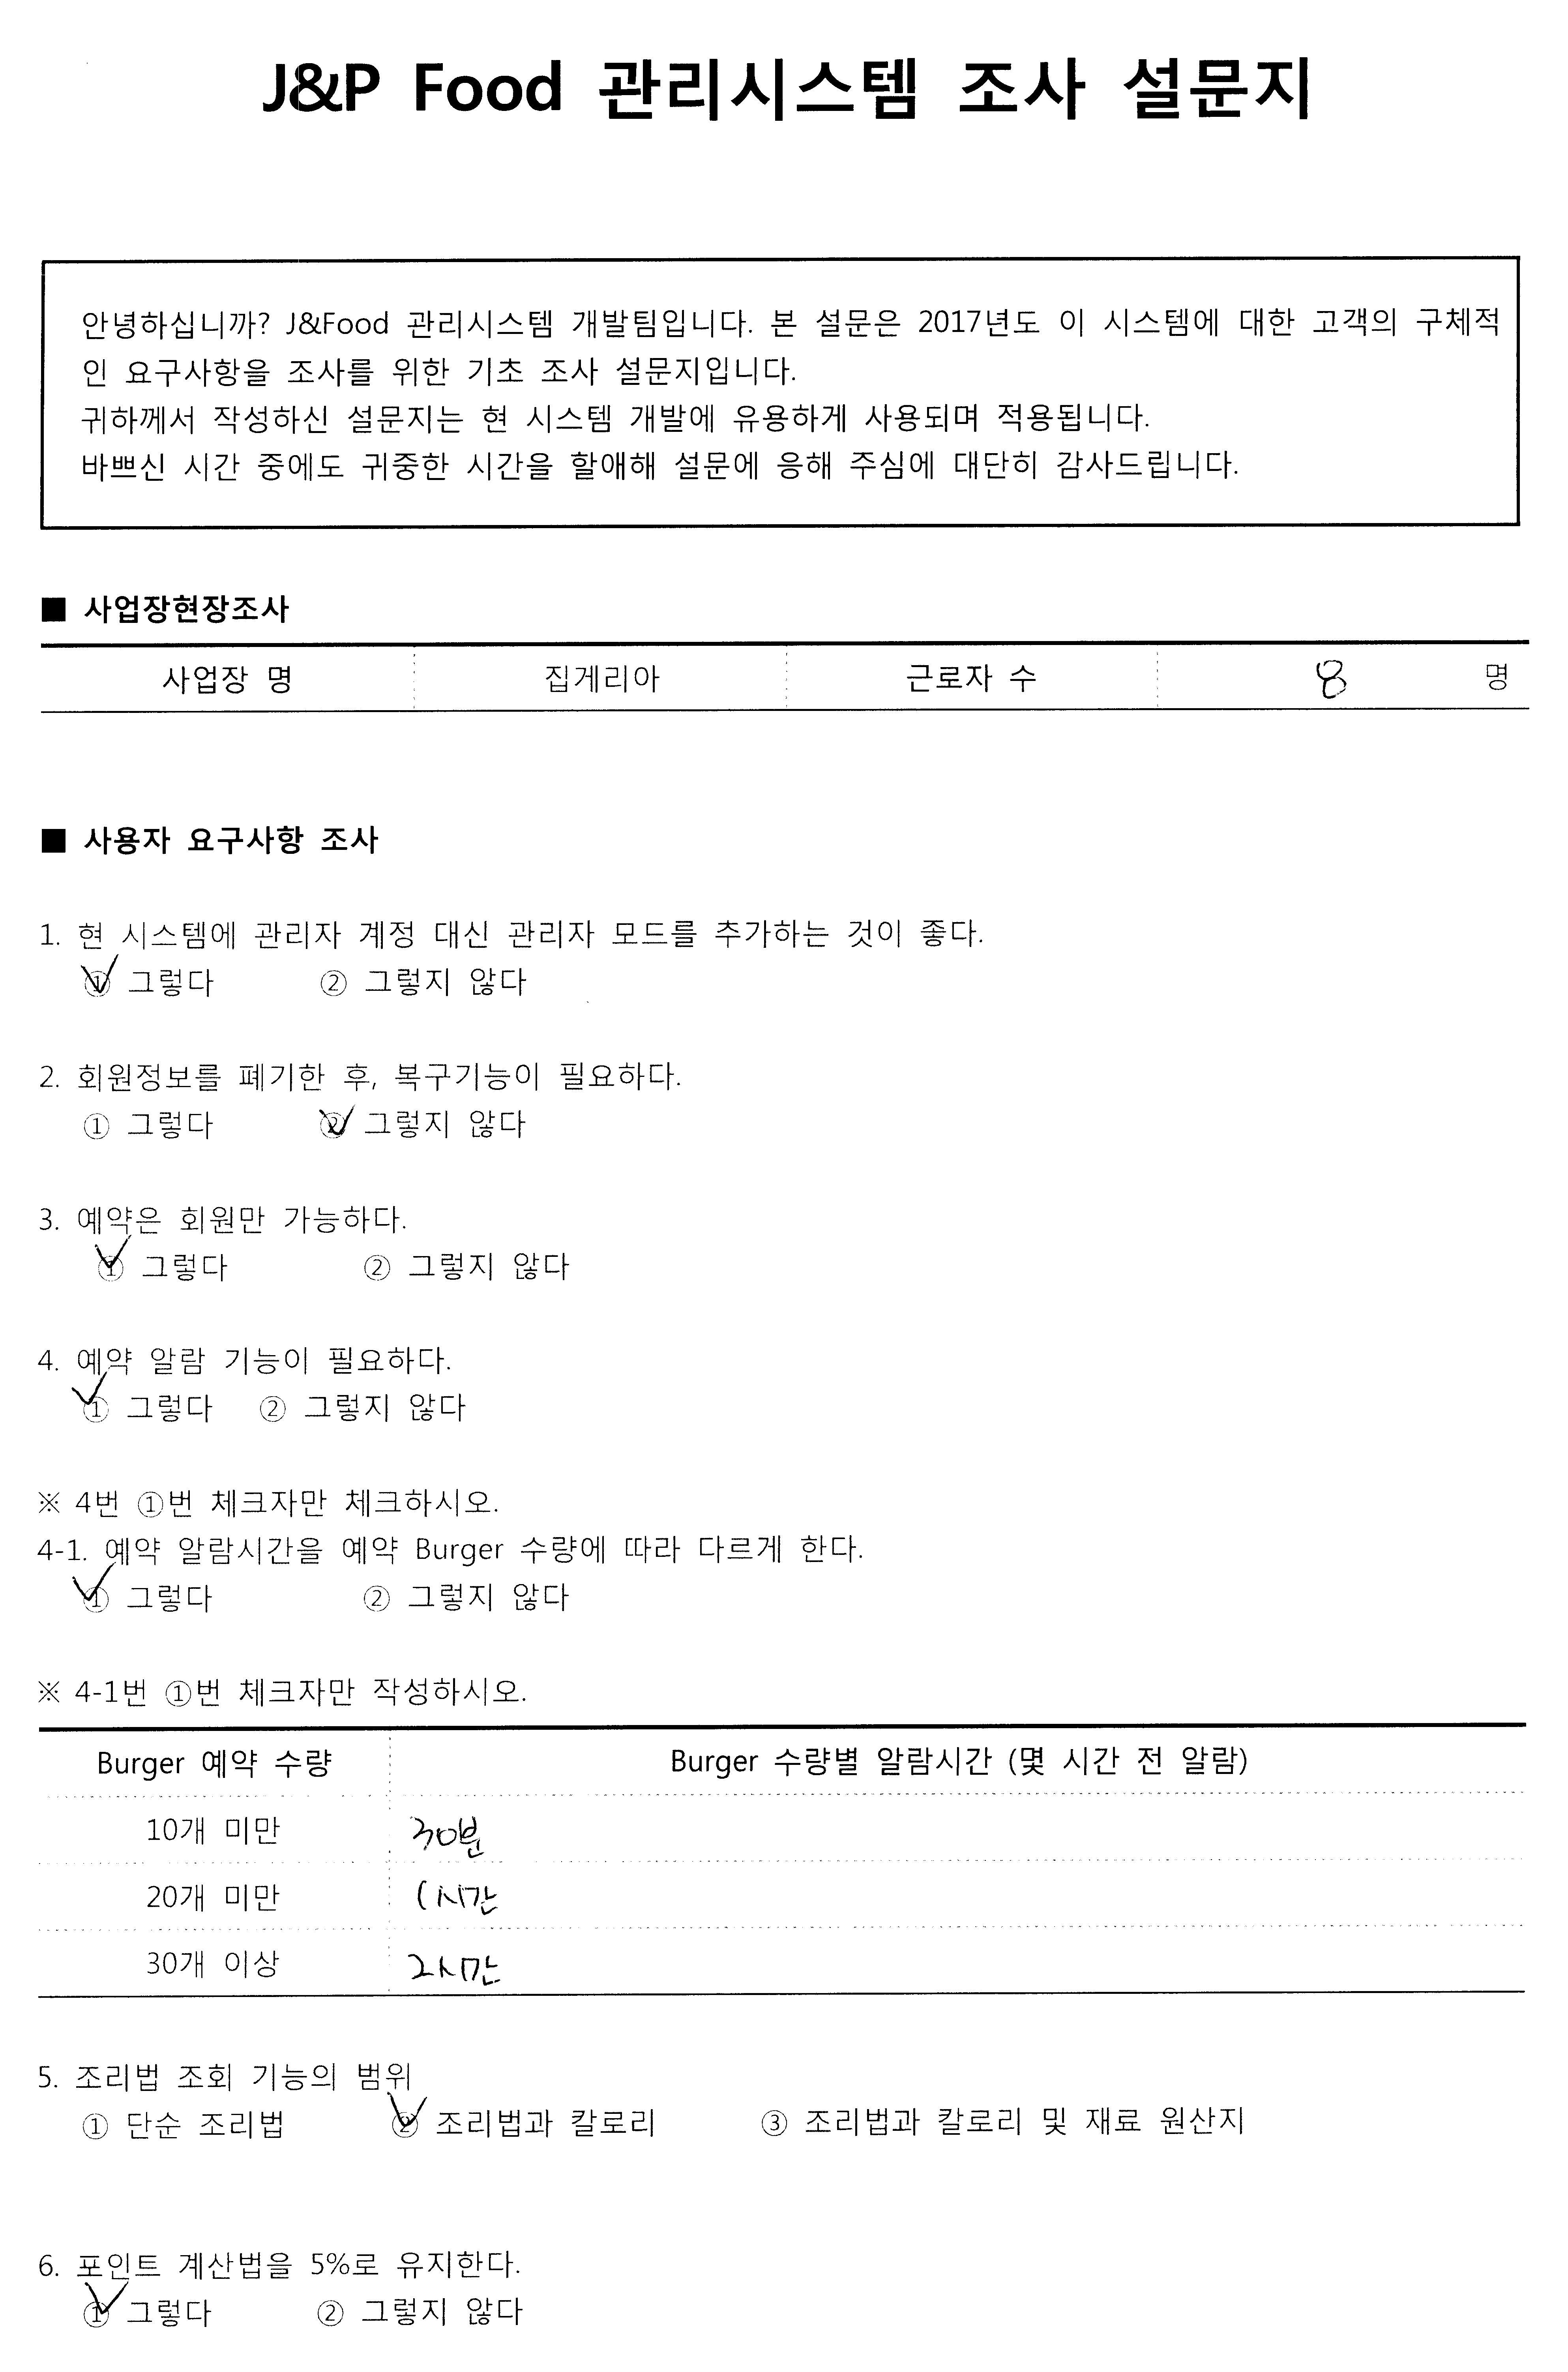 J&P Food 관리시스템 조사 설문지
안녕하십니까? J&Food 관리시스템 개발팀입니다. 본 설문은 2017년도 이 시스템에 대한 고객의 구체적
인 요구사항을 조사를 위한 기초 조사 설문지입니다.
귀하께서 작성하신 설문지는 현 시스템 개발에 유용하게 사용되며 적용됩니다.
바쁘신 시간 중에도 귀중한 시간을 할애해 설문에 응해 주심에 대단히 감사드립니다.
■ 사업장현장조사
사업장 명 집게리아 근로자 수 8 명
■ 사용자 요구사항 조사
1. 현 시스템에 관리자 계정 대신 관리자 모드를 추가하는 것이 좋다.
① 그렇다 ② 그렇지 않다
2. 회원정보를 폐기한 후, 복구기능이 필요하다.
① 그렇다 ② 그렇지 않다
3. 예약은 회원만 가능하다.
① 그렇다 ② 그렇지 않다
4. 예약 알람 기능이 필요하다.
① 그렇다 ② 그렇지 않다
※ 4번 ①번 체크자만 체크하시오.
4-1. 예약 알람시간을 예약 Burger 수량에 따라 다르게 한다.
① 그렇다 ② 그렇지 않다
※ 4-1번 ①번 체크자만 작성하시오.
Burger 예약 수량 Burger 수량별 알람시간 (몇 시간 전 알람)
10개 미만 30분
20개 미만 1시간
30개 이상 2시간
5. 조리법 조회 기능의 범위
① 단순 조리법 ② 조리법과 칼로리 ③ 조리법과 칼로리 및 재료 원산지
6. 포인트 계산법을 5%로 유지한다.
① 그렇다 ② 그렇지 않다